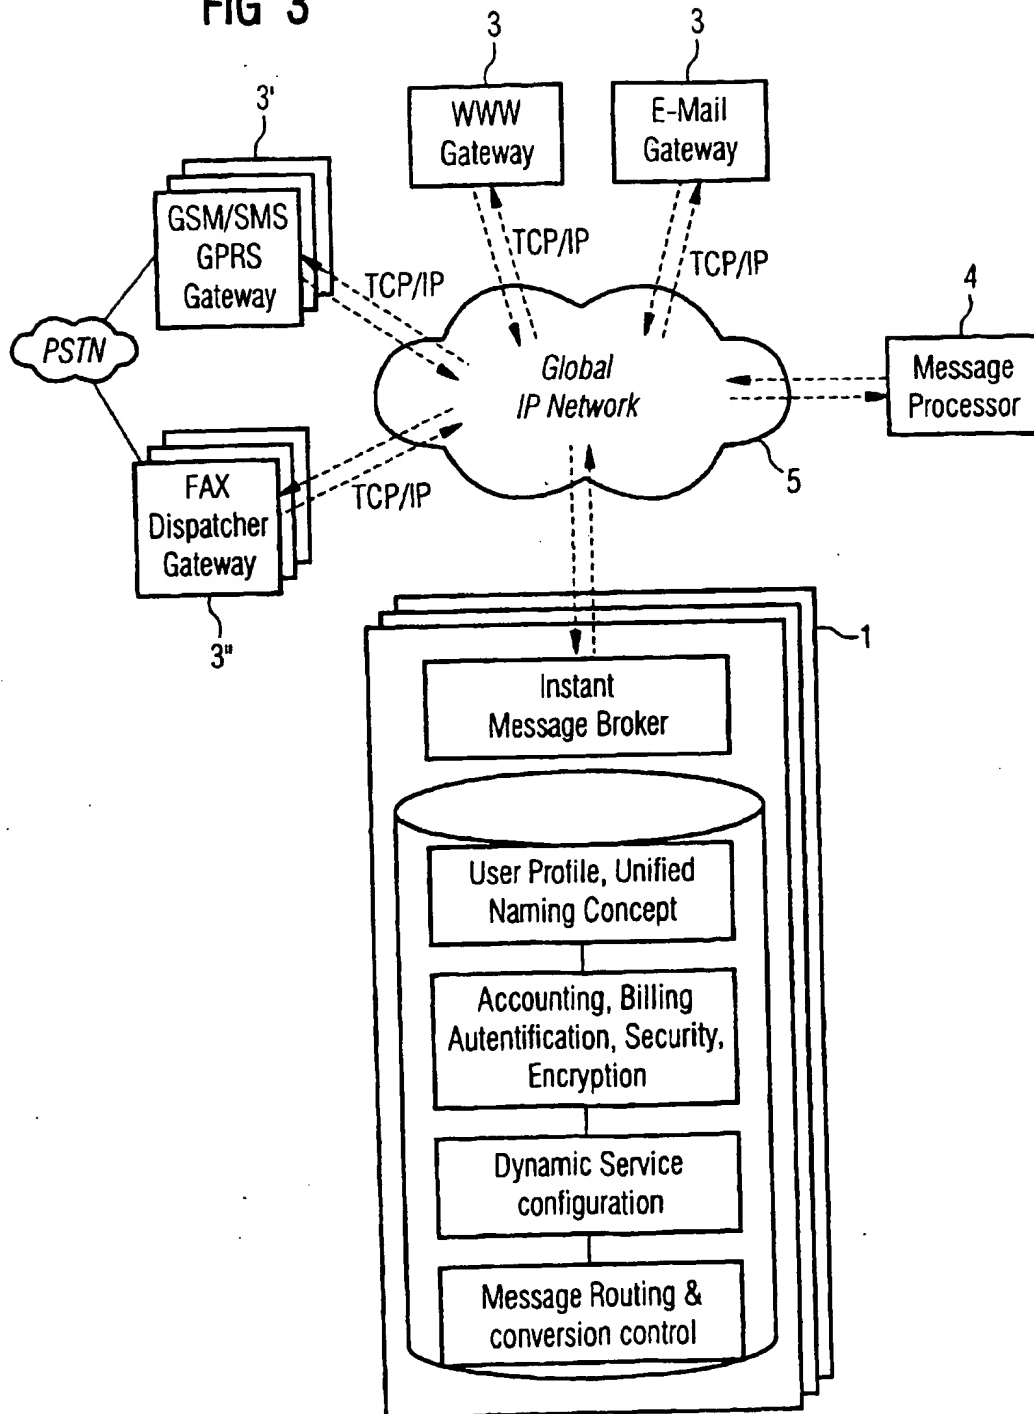 FIG 3
3
3
3'
WWW
Gateway
E-Mail
Gateway
GSM/SMS
GPRS
Gateway
TCP/IP
TCP/IP
TCP/IP
4
PSTN
Global
IP Network
Message
Processor
FAX
Dispatcher
Gateway
TCP/IP
5
3"
1
Instant
Message Broker
User Profile, Unified
Naming Concept
Accounting, Billing
Autentification, Security,
Encryption
Dynamic Service
configuration
Message Routing &
conversion control